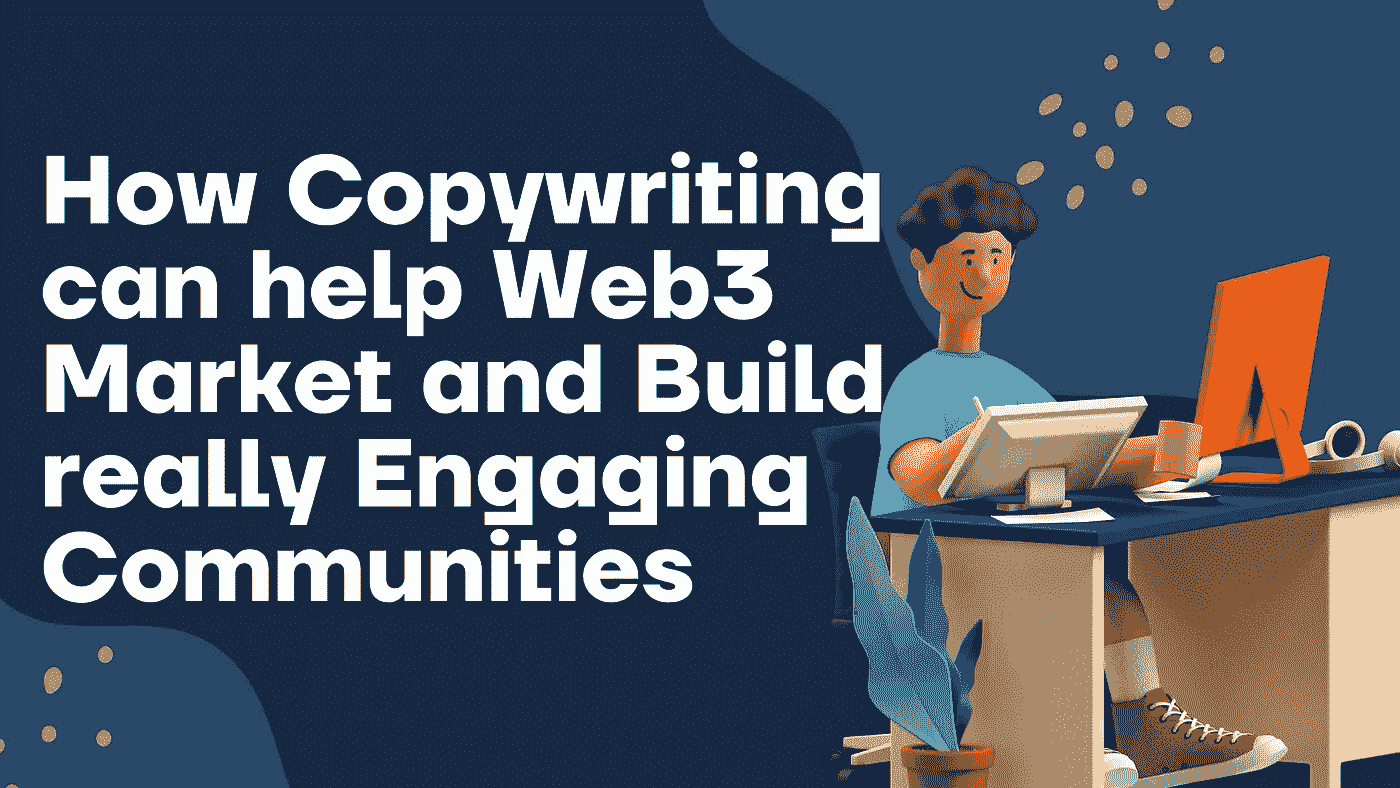 How Copywriting
can help Web3
Market and Build
really Engaging
Communities